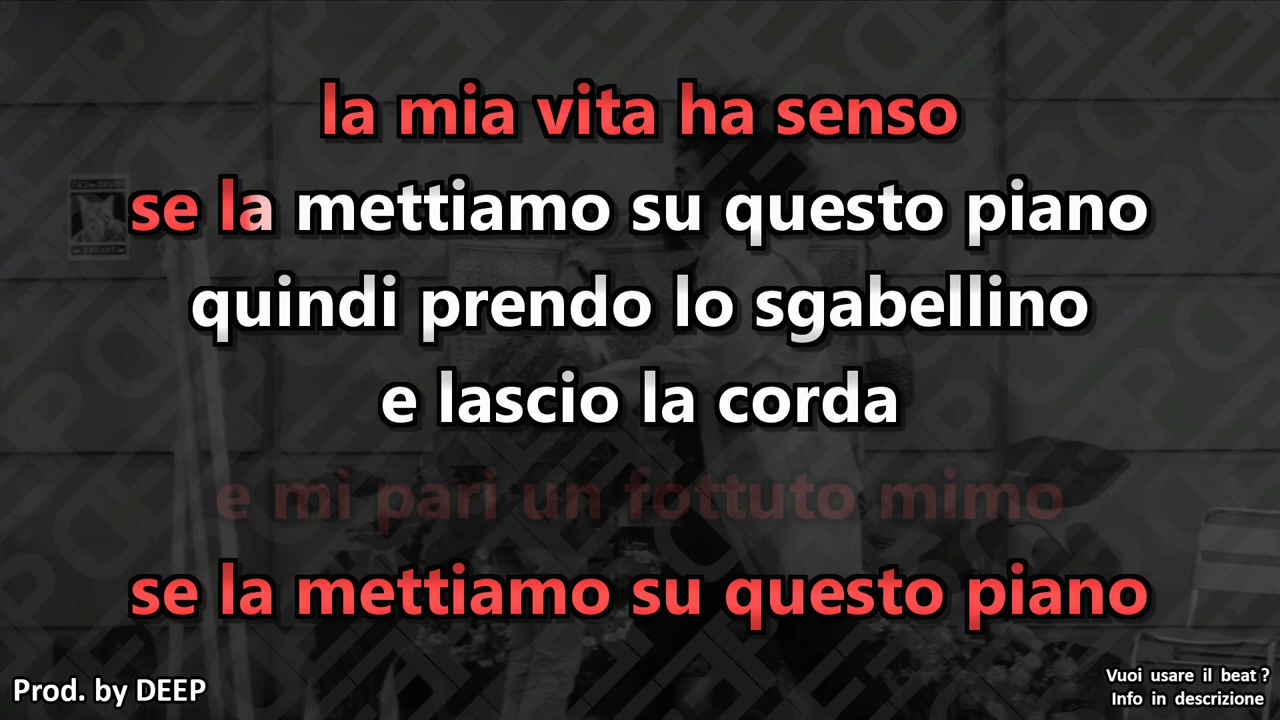 la mia vita ha senso
se la mettiamo su questo piano
quindi prendo lo sgabellino
e lascio la corda
e mi pari un fottuto mimo
se la mettiamo su questo piano
Prod. by DEEP
Vuoi usare il beat ?
Info in descrizione